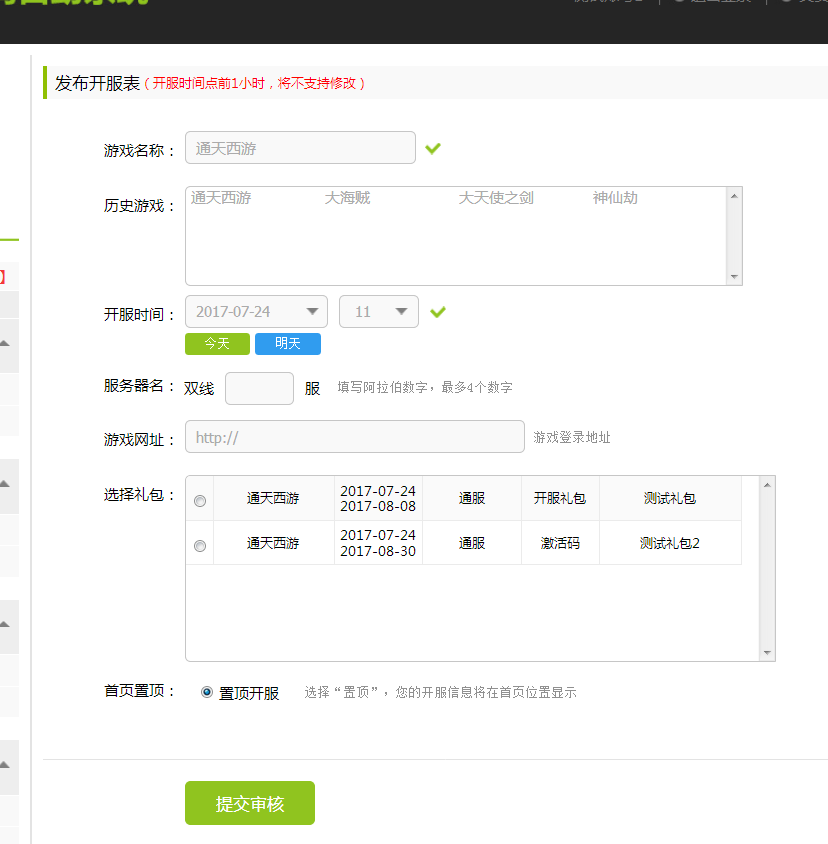 发布开服表（开服时间点前1小时，将不支持修改）
游戏名称： 通天西游
历史游戏： 通天西游 大海贼 大天使之剑 神仙劫
开服时间： 2017-07-24 11
今天 明天
服务器名： 双线 服 填写阿拉伯数字，最多4个数字
游戏网址： http:// 游戏登录地址
选择礼包： 通天西游 2017-07-24 2017-08-08 通服 开服礼包 测试礼包
通天西游 2017-07-24 2017-08-30 通服 激活码 测试礼包2
首页置顶： 置顶开服 选择“置顶”，您的开服信息将在首页位置显示
提交审核
】